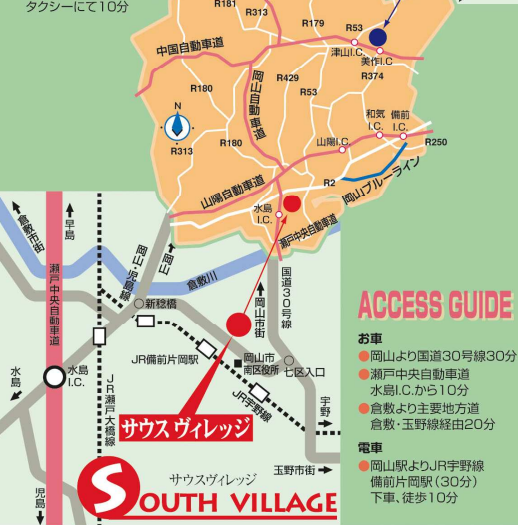 タクシーにて10分
R181
R313
R179
R53
津山I.C.
美作I.C.
R374
中国自動車道
岡山自動車道
R429
R53
R180
N
R313
R180
和気I.C.
備前I.C.
山陽I.C.
R250
山陽自動車道
R2
岡山ブルーライン
水島I.C.
瀬戸中央自動車道
倉敷市街
早島
岡山・児島線
岡山
倉敷川
瀬戸中央自動車道
新稔橋
岡山市街
国道30号線
JR備前片岡駅
岡山市
南区役所
七区入口
水島
水島
I.C.
JR瀬戸大橋線
JR宇野線
宇野
サウス ヴィレッジ
玉野市街
児島
サウスヴィレッジ
SOUTH VILLAGE
ACCESS GUIDE
お車
●岡山より国道30号線30分
●瀬戸中央自動車道
水島I.C.から10分
●倉敷より主要地方道
倉敷・玉野線経由20分
電車
●岡山駅よりJR宇野線
備前片岡駅(30分)
下車、徒歩10分